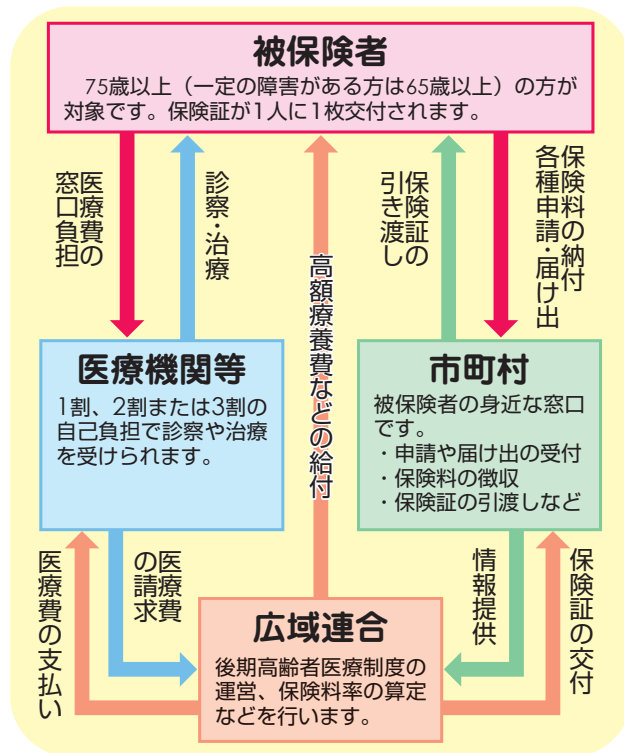 被保険者
75歳以上（一定の障害がある方は65歳以上）の方が
対象です。保険証が1人に1枚交付されます。
医療費の
窓口負担
診察・治療
高額療養費などの給付
保険証の
引き渡し
保険料の納付
各種申請・届け出
医療機関等
1割、2割または3割の
自己負担で診察や治療
を受けられます。
市町村
被保険者の身近な窓口
です。
・申請や届け出の受付
・保険料の徴収
・保険証の引渡しなど
医療費の支払い
医療費
の請求
情報提供
保険証の交付
広域連合
後期高齢者医療制度の
運営、保険料率の算定
などを行います。